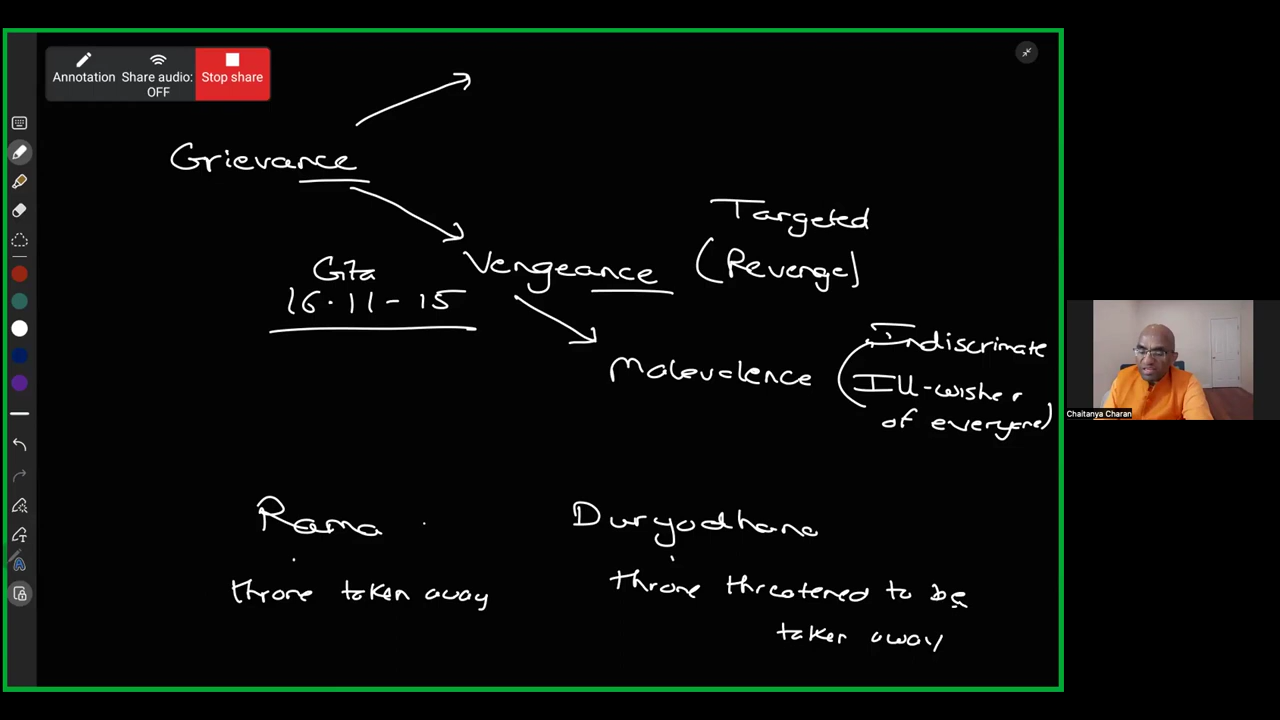 Annotation
Share audio:
OFF
Stop share
Grievance
Targeted
Vengeance (Revenge)
Gita
16.11-15
Malevolence (Indiscrimate
Ill-wisher
of everyone)
Chaitanya Charan
Rama Duryodhana
throne taken away
throne threatened to be
taken away